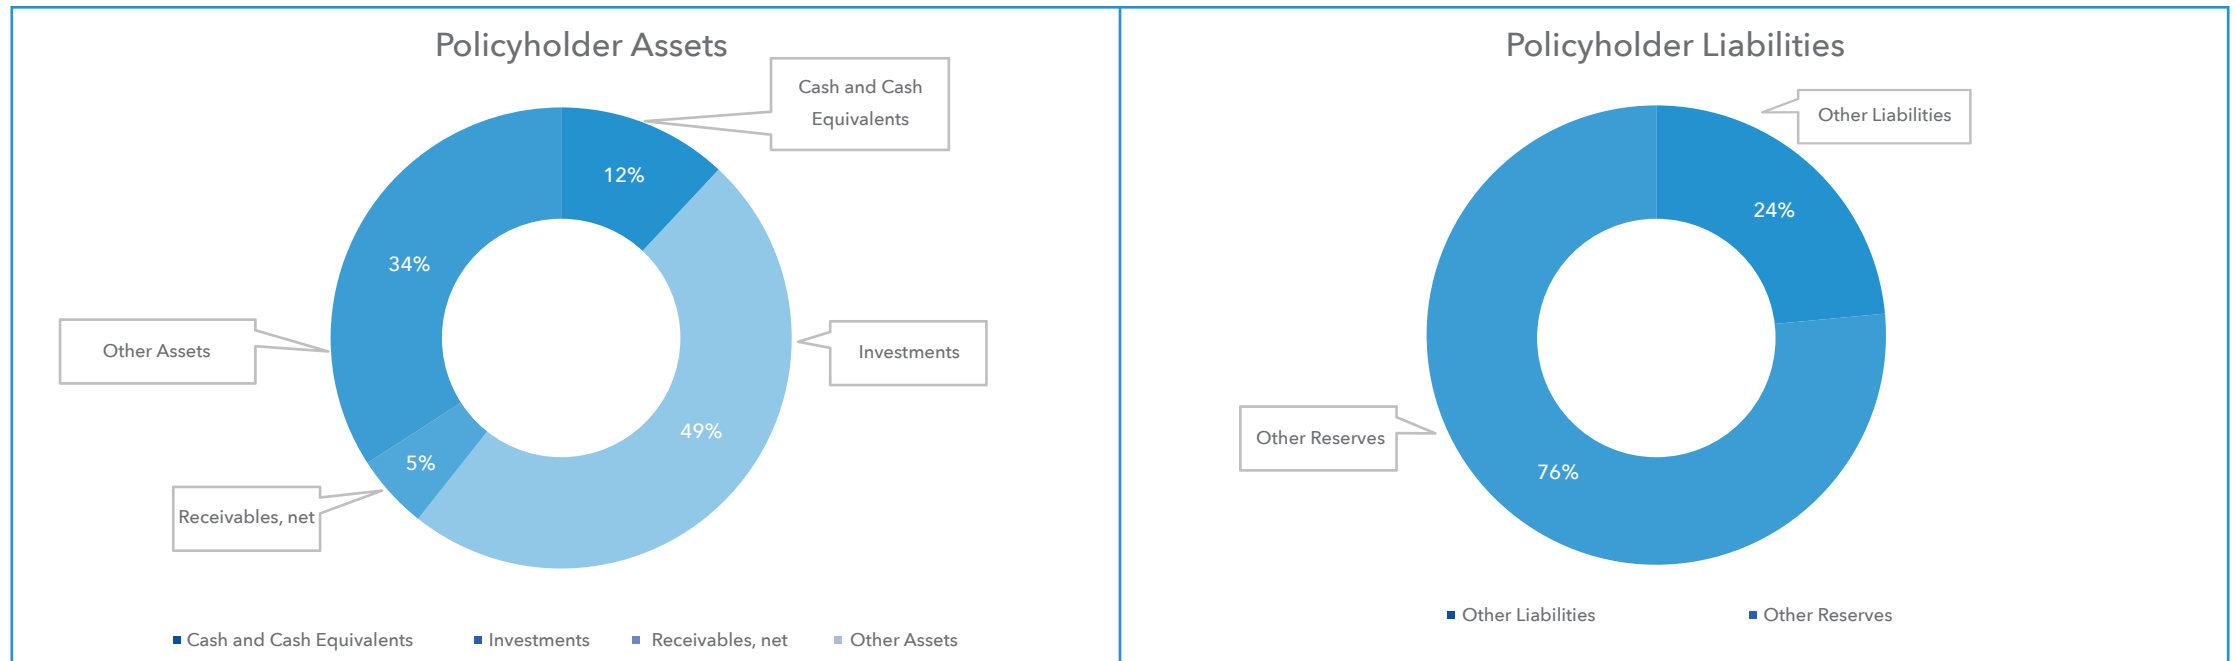 Policyholder Assets
Cash and Cash
Equivalents
12%
34%
Other Assets
Investments
49%
5%
Receivables, net
Cash and Cash Equivalents
Investments
Receivables, net
Other Assets
Policyholder Liabilities
Other Liabilities
24%
Other Reserves
76%
Other Liabilities
Other Reserves